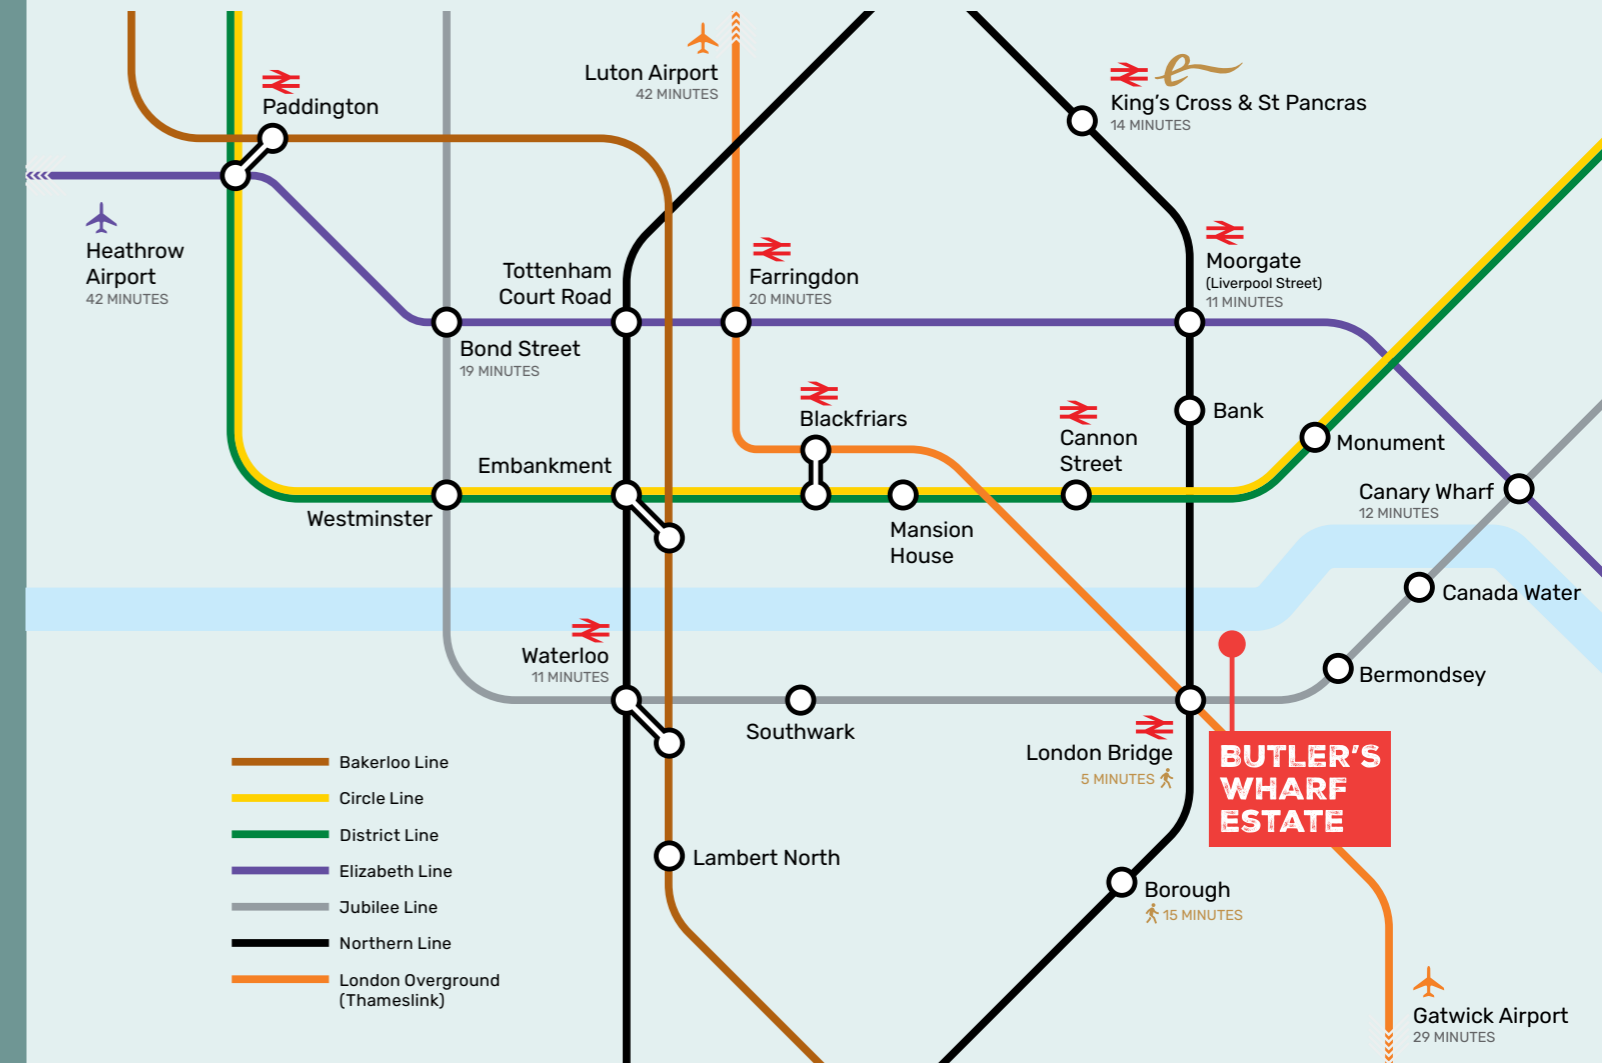 Luton Airport
42 MINUTES
e
King's Cross & St Pancras
14 MINUTES
Paddington
Heathrow
Airport
42 MINUTES
Tottenham
Court Road
Farringdon
20 MINUTES
Moorgate
(Liverpool Street)
11 MINUTES
Bond Street
19 MINUTES
Blackfriars
Bank
Cannon
Street
Monument
Embankment
Westminster
Mansion
House
Canary Wharf
12 MINUTES
Canada Water
Waterloo
11 MINUTES
Southwark
Bermondsey
London Bridge
5 MINUTES
BUTLER'S
WHARF
ESTATE
Lambert North
Borough
15 MINUTES
Gatwick Airport
29 MINUTES
Bakerloo Line
Circle Line
District Line
Elizabeth Line
Jubilee Line
Northern Line
London Overground
(Thameslink)